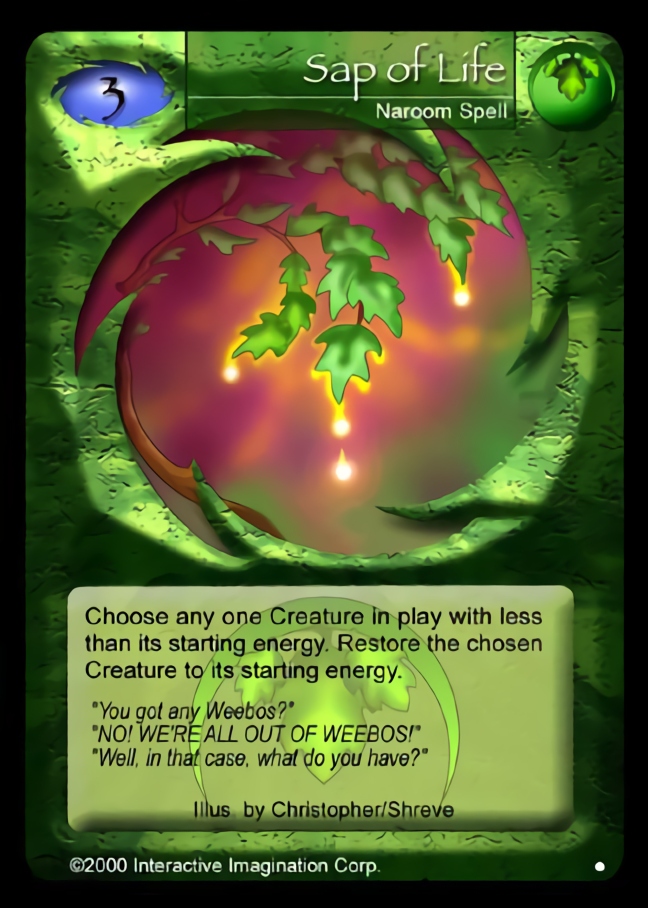 3
Sap of Life
Naroom Spell
Choose any one Creature in play with less
than its starting energy. Restore the chosen
Creature to its starting energy.
"You got any Weebos?"
"NO! WE'RE ALL OUT OF WEEBOS!"
"Well, in that case, what do you have?"
Illus. by Christopher/Shreve
©2000 Interactive Imagination Corp.